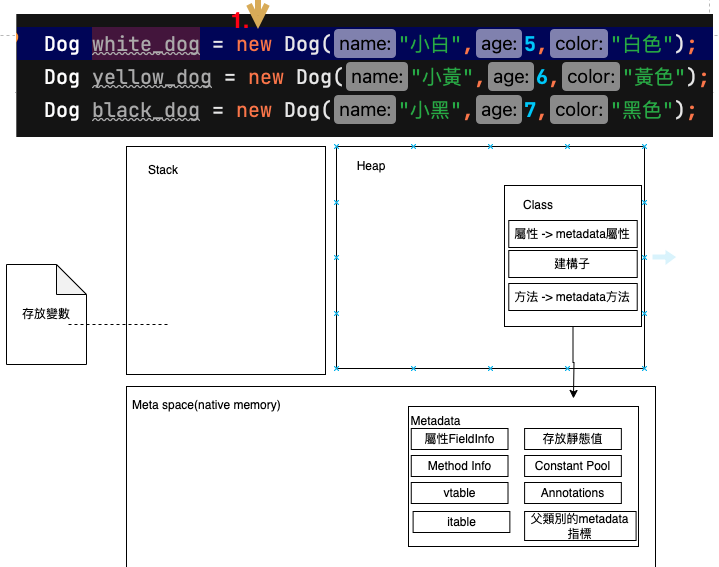 1.
Dog white_dog = new Dog(name:"小白",age:5,color:"白色");
Dog yellow_dog = new Dog(name:"小黃",age:6,color:"黃色");
Dog black_dog = new Dog(name:"小黑",age:7,color:"黑色");
Stack
Heap
Class
屬性 -> metadata屬性
建構子
方法 -> metadata方法
存放變數
Meta space(native memory)
Metadata
屬性FieldInfo
存放靜態值
Method Info
Constant Pool
vtable
Annotations
itable
父類別的metadata
指標